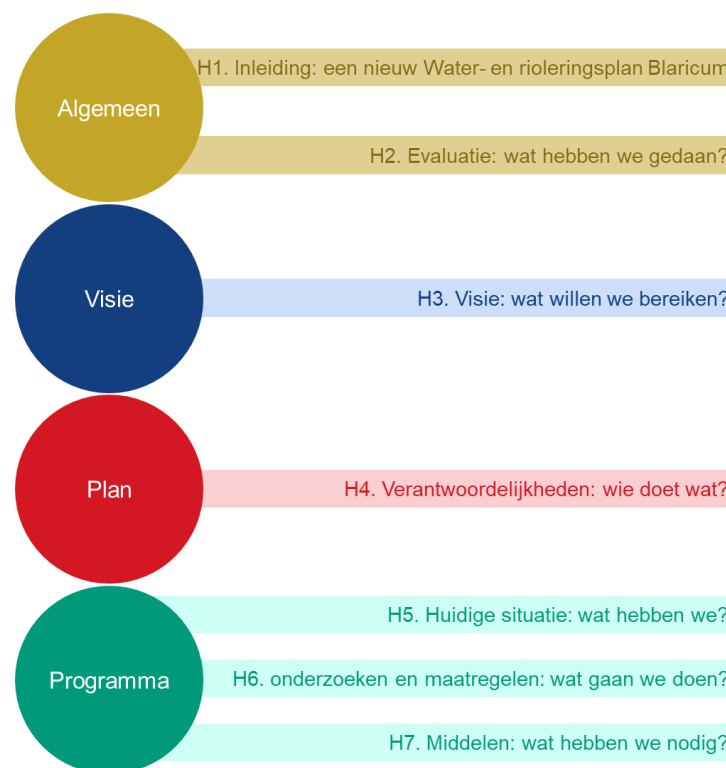 Algemeen
H1. Inleiding: een nieuw Water- en rioleringsplan Blaricum
H2. Evaluatie: wat hebben we gedaan?
Visie
H3. Visie: wat willen we bereiken?
Plan
H4. Verantwoordelijkheden: wie doet wat?
Programma
H5. Huidige situatie: wat hebben we?
H6. onderzoeken en maatregelen: wat gaan we doen?
H7. Middelen: wat hebben we nodig?